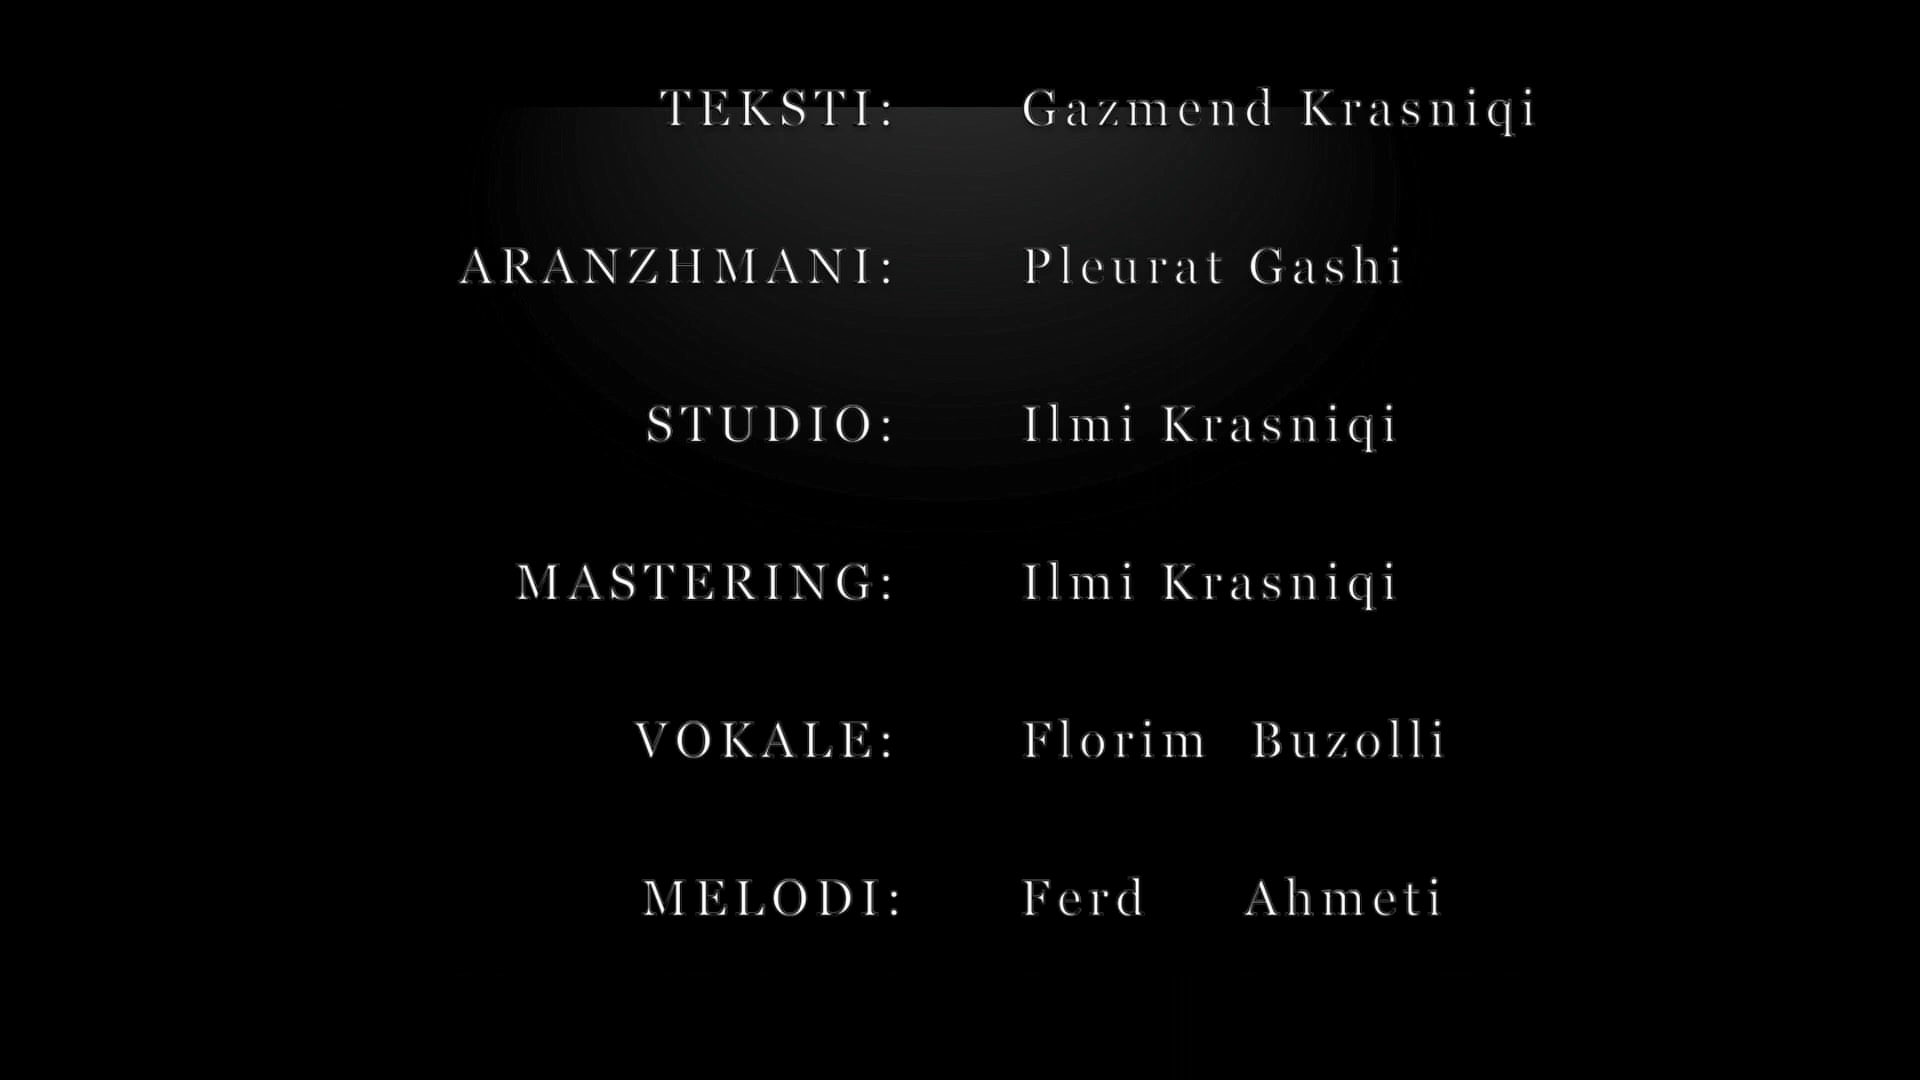 TEKSTI: Gazmend Krasniqi
ARANZHMANI: Pleurat Gashi
STUDIO: Ilmi Krasniqi
MASTERING: Ilmi Krasniqi
VOKALE: Florim Buzolli
MELODI: Ferd Ahmeti